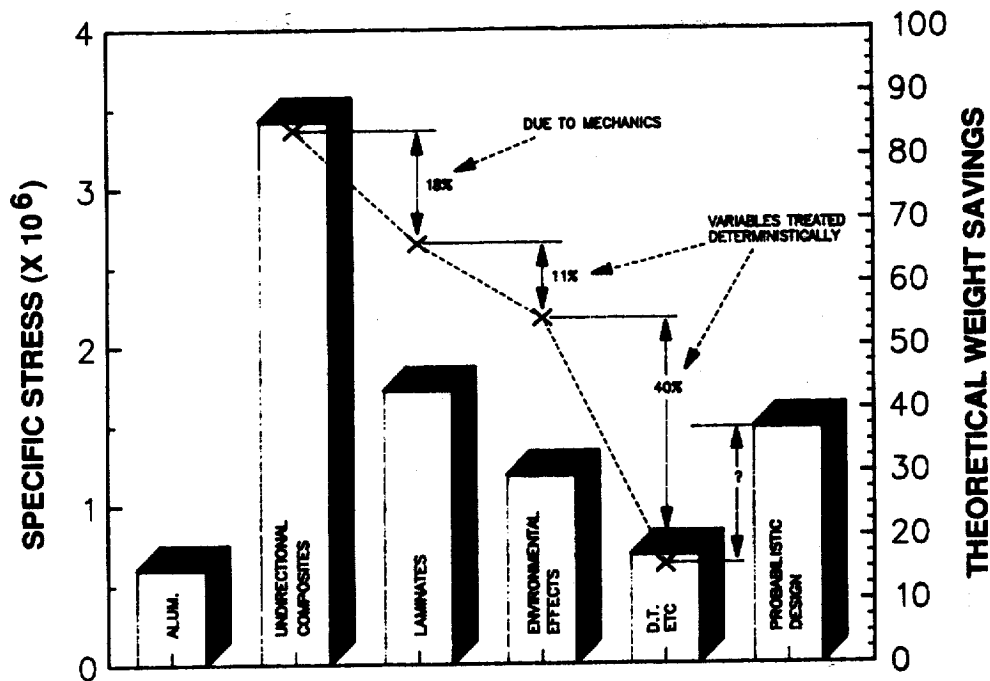 4
3
2
1
0
SPECIFIC STRESS (X 10⁶)
100
90
80
70
60
50
40
30
20
10
0
THEORETICAL WEIGHT SAVINGS
DUE TO MECHANICS
18%
VARIABLES TREATED
DETERMINISTICALLY
11%
40%
?
ALUM.
UNDIRECTIONAL
COMPOSITES
LAMINATES
ENVIRONMENTAL
EFFECTS
D.T.
ETC
PROBABILISTIC
DESIGN